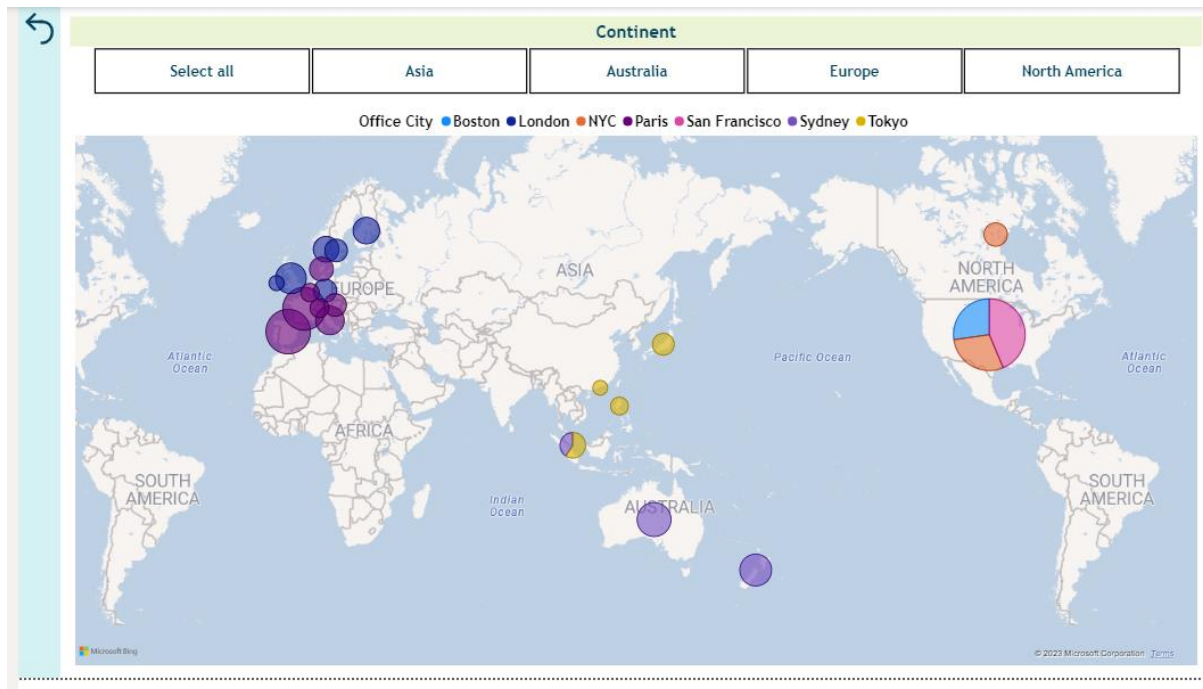 Continent
Select all
Asia
Australia
Europe
North America
Office City Boston London NYC Paris San Francisco Sydney Tokyo
ASIA
NORTH
AMERICA
EUROPE
Atlantic
Ocean
Pacific Ocean
Atlantic
Ocean
AFRICA
SOUTH
AMERICA
Indian
Ocean
AUSTRALIA
SOUTH
AMERICA
Microsoft Bing
© 2023 Microsoft Corporation Terms